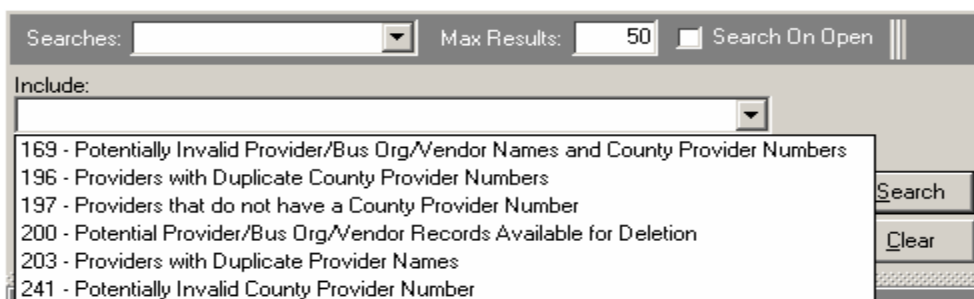 Searches: Max Results: 50 Search On Open
Include:
169 - Potentially Invalid Provider/Bus Org/Vendor Names and County Provider Numbers
196 - Providers with Duplicate County Provider Numbers
197 - Providers that do not have a County Provider Number
Search
200 - Potential Provider/Bus Org/Vendor Records Available for Deletion
Clear
203 - Providers with Duplicate Provider Names
241 - Potentially Invalid County Provider Number